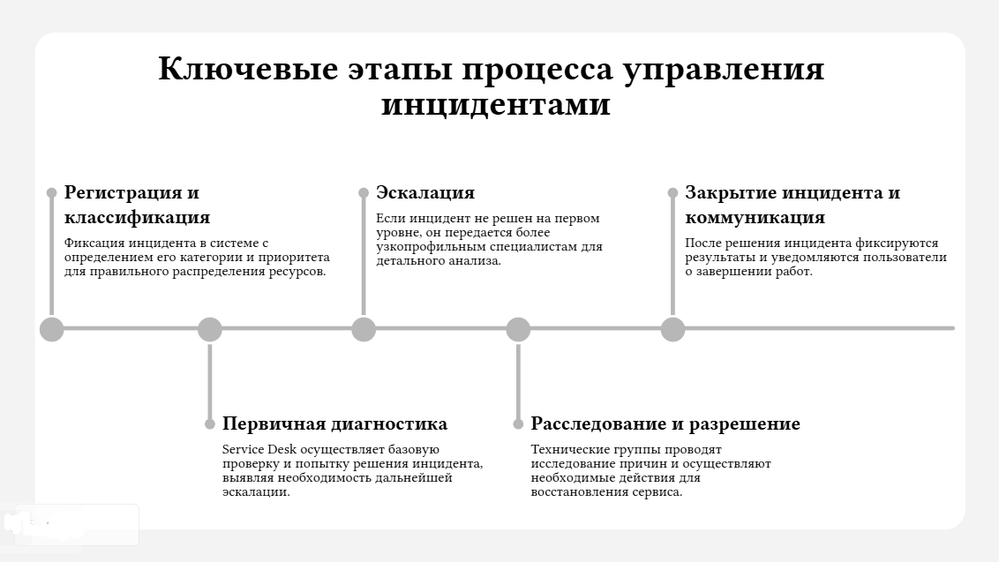 Ключевые этапы процесса управления
инцидентами
Регистрация и
классификация
Фиксация инцидента в системе с
определением его категории и приоритета
для правильного распределения ресурсов.
Первичная диагностика
Service Desk осуществляет базовую
проверку и попытку решения инцидента,
выявляя необходимость дальнейшей
эскалации.
Эскалация
Если инцидент не решен на первом
уровне, он передается более
узкопрофильным специалистам для
детального анализа.
Расследование и разрешение
Технические группы проводят
исследование причин и осуществляют
необходимые действия для
восстановления сервиса.
Закрытие инцидента и
коммуникация
После решения инцидента фиксируются
результаты и уведомляются пользователи
о завершении работ.